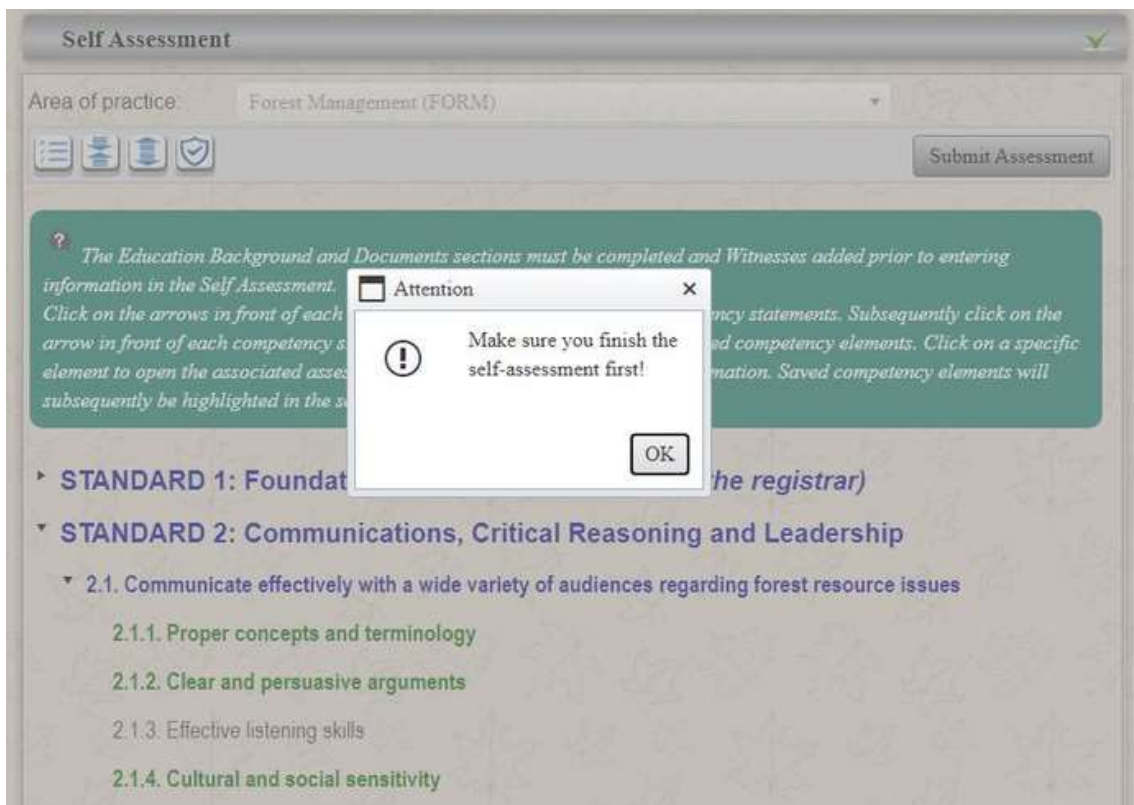 Self Assessment
Area of practice: Forest Management (FORM)
Submit Assessment
The Education Background and Documents sections must be completed and Witnesses added prior to entering
information in the Self Assessment.
Click on the arrows in front of each ncy statements. Subsequently click on the
arrow in front of each competency s ed competency elements. Click on a specific
element to open the associated asses mation. Saved competency elements will
subsequently be highlighted in the s
Attention
Make sure you finish the
self-assessment first!
OK
STANDARD 1: Foundat he registrar)
STANDARD 2: Communications, Critical Reasoning and Leadership
2.1. Communicate effectively with a wide variety of audiences regarding forest resource issues
2.1.1. Proper concepts and terminology
2.1.2. Clear and persuasive arguments
2.1.3. Effective listening skills
2.1.4. Cultural and social sensitivity